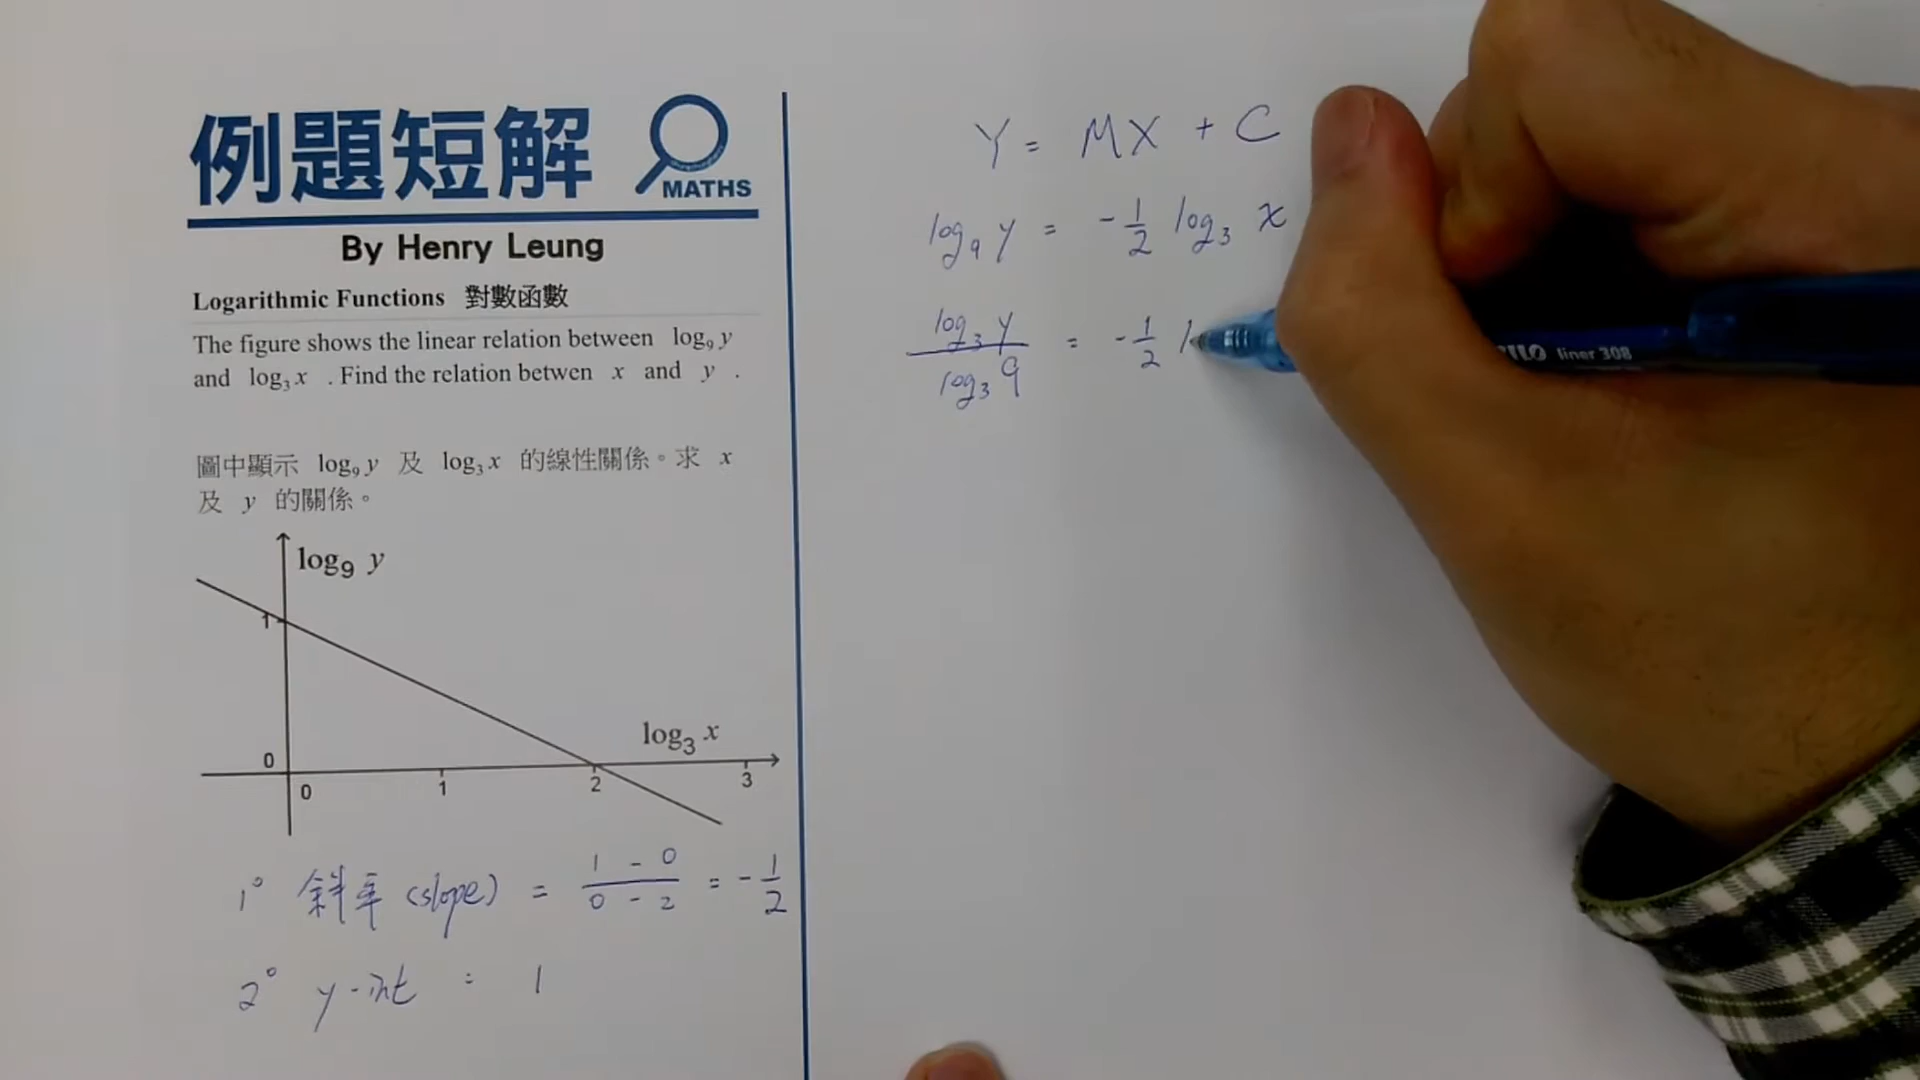 例題短解
MATHS
By Henry Leung
Logarithmic Functions 對數函數
The figure shows the linear relation between log₉ y
and log₃ x . Find the relation betwen x and y .
圖中顯示 log₉ y 及 log₃ x 的線性關係。求 x
及 y 的關係。
log₉ y
1
log₃ x
0
0 1 2 3
1° 斜率 (slope) = (1 - 0)/(0 - 2) = -1/2
2° y-int = 1
Y = MX + C
log₉ y = -1/2 log₃ x
log₃ y / log₃ 9 = -1/2
liner 308